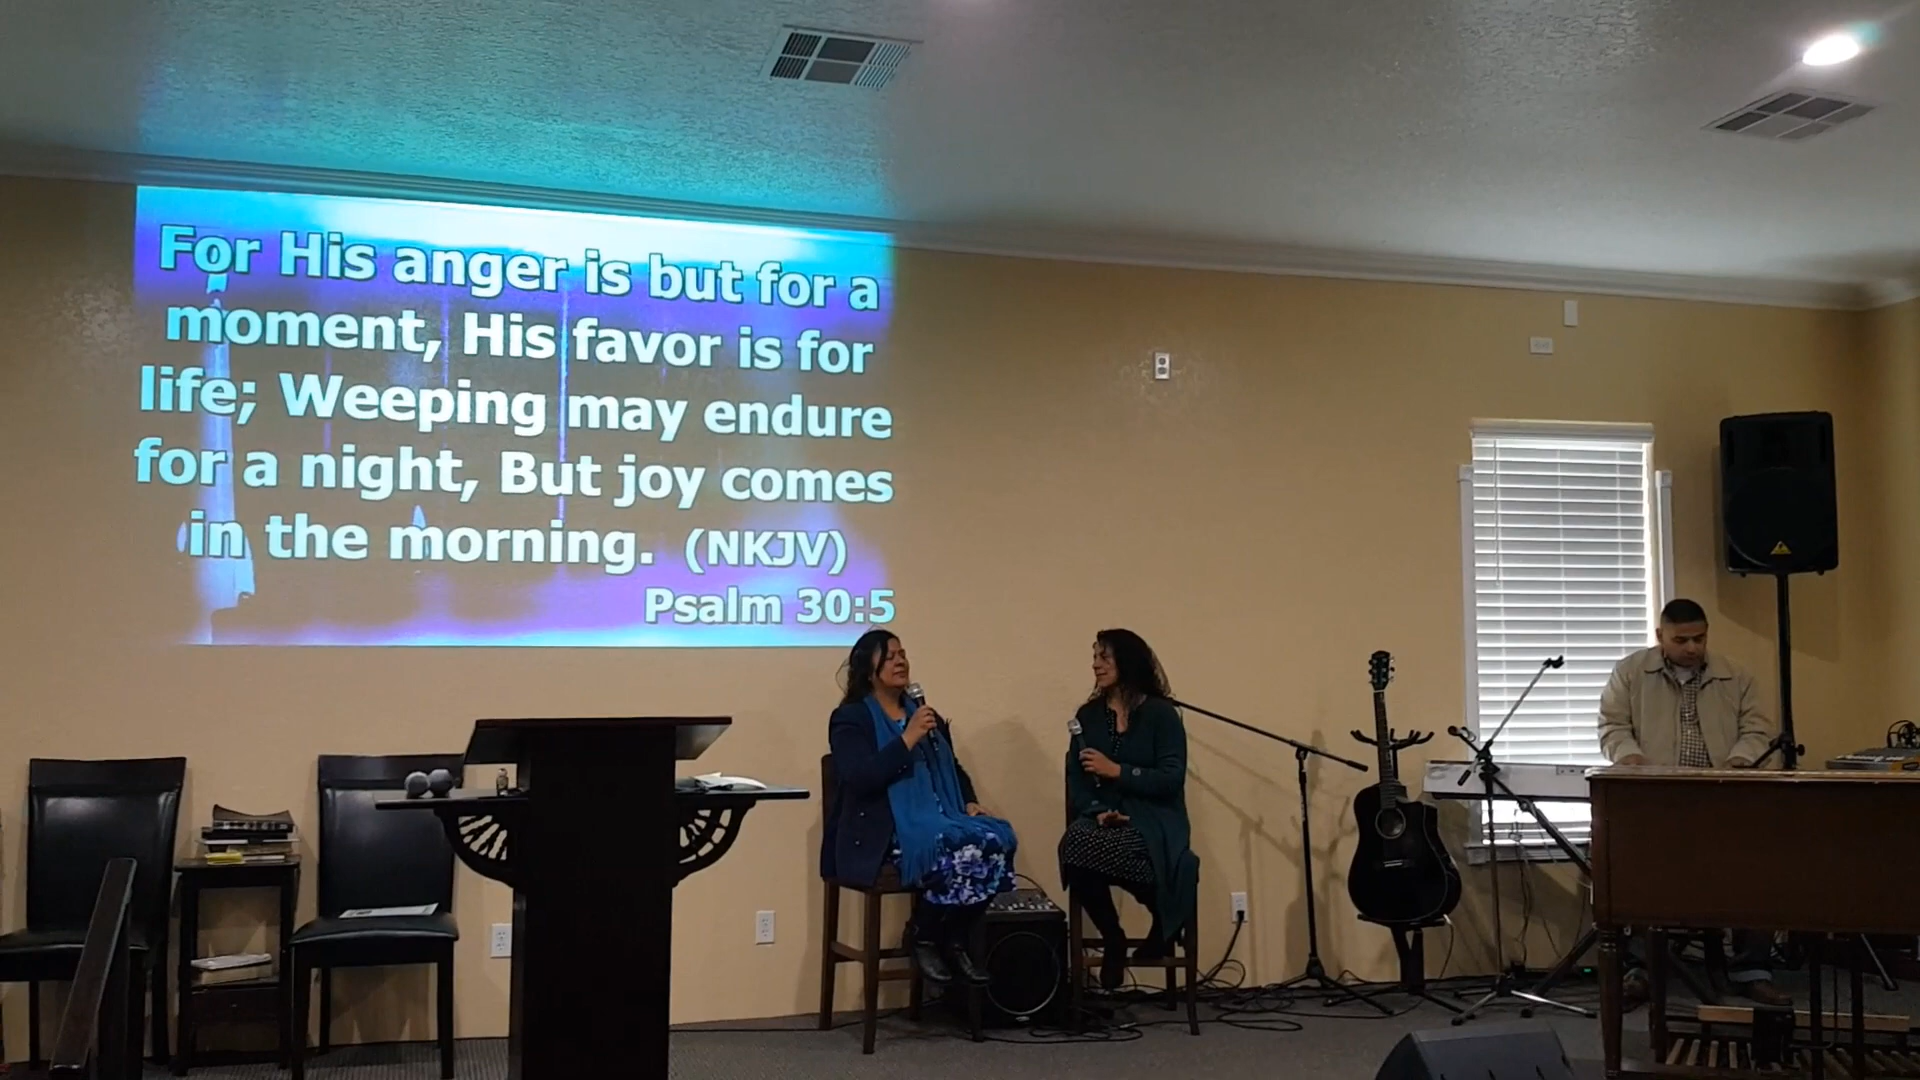 For His anger is but for a
moment, His favor is for
life; Weeping may endure
for a night, But joy comes
in the morning. (NKJV)
Psalm 30:5